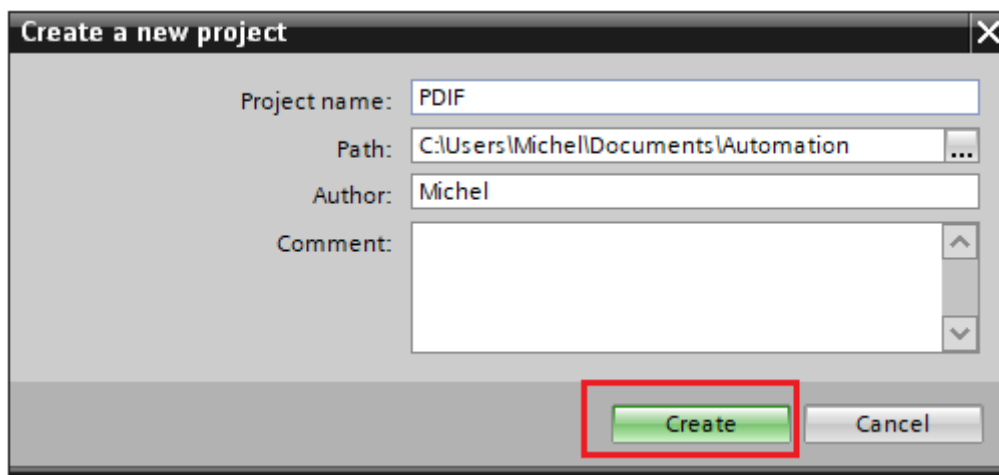 Create a new project
Project name: PDIF
Path: C:\Users\Michel\Documents\Automation ...
Author: Michel
Comment:
Create Cancel